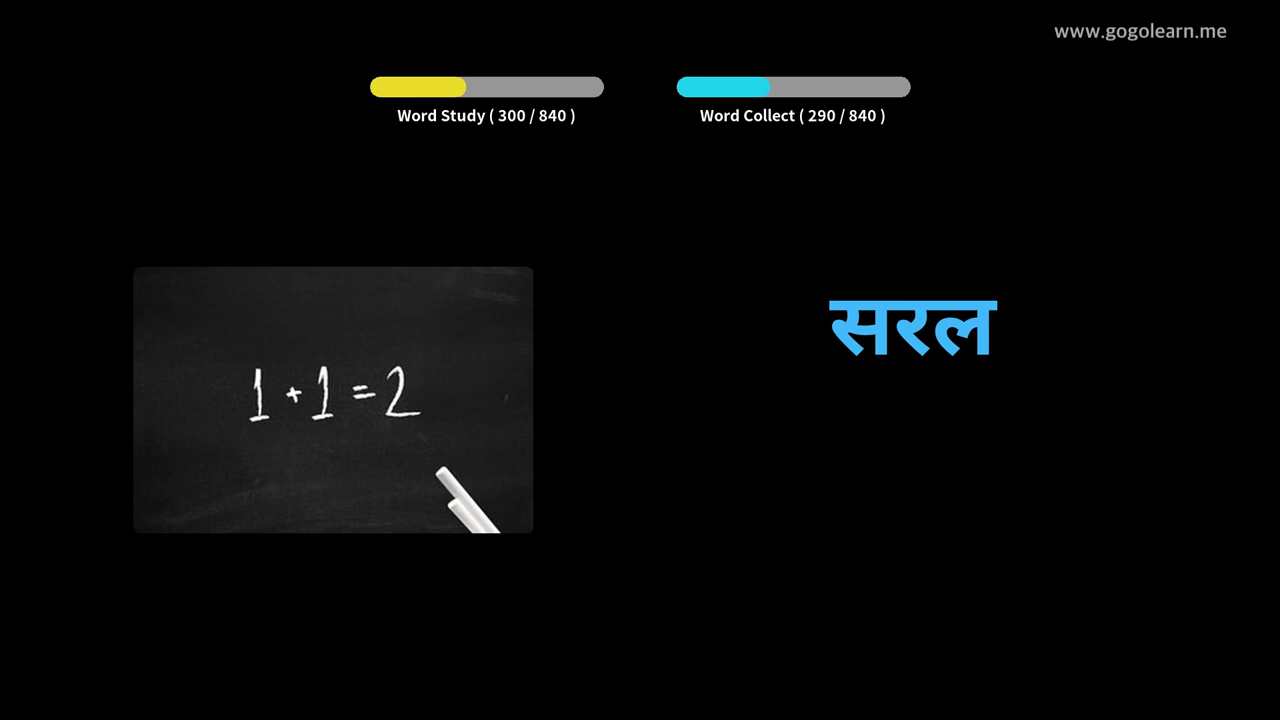 www.gogolearn.me
Word Study ( 300 / 840 )
Word Collect ( 290 / 840 )
सरल
1 + 1 = 2